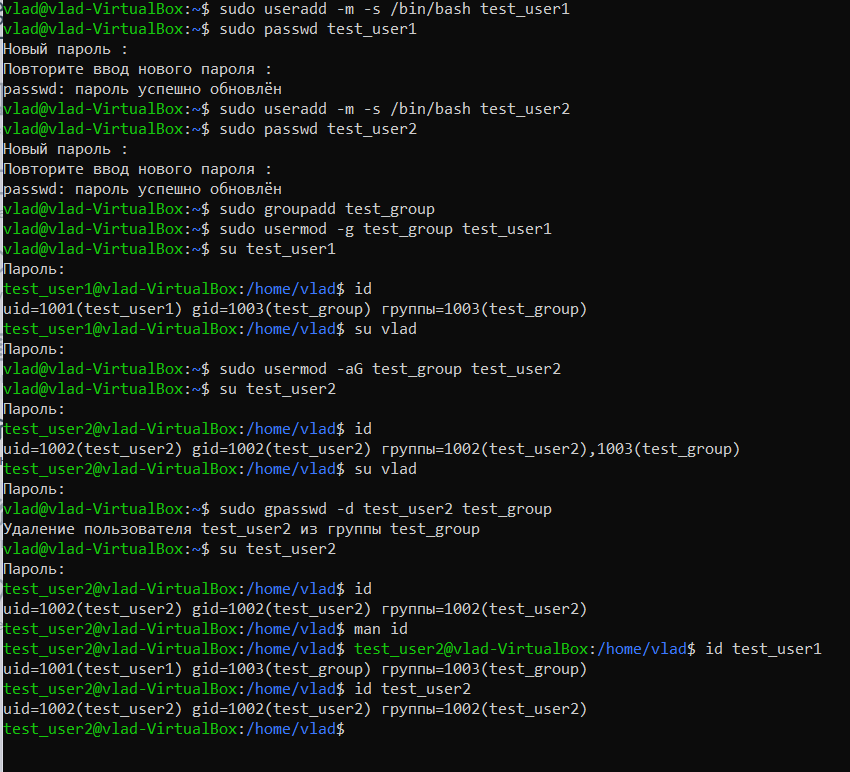 vlad@vlad-VirtualBox:~$ sudo useradd -m -s /bin/bash test_user1
vlad@vlad-VirtualBox:~$ sudo passwd test_user1
Новый пароль :
Повторите ввод нового пароля :
passwd: пароль успешно обновлён
vlad@vlad-VirtualBox:~$ sudo useradd -m -s /bin/bash test_user2
vlad@vlad-VirtualBox:~$ sudo passwd test_user2
Новый пароль :
Повторите ввод нового пароля :
passwd: пароль успешно обновлён
vlad@vlad-VirtualBox:~$ sudo groupadd test_group
vlad@vlad-VirtualBox:~$ sudo usermod -g test_group test_user1
vlad@vlad-VirtualBox:~$ su test_user1
Пароль:
test_user1@vlad-VirtualBox:/home/vlad$ id
uid=1001(test_user1) gid=1003(test_group) группы=1003(test_group)
test_user1@vlad-VirtualBox:/home/vlad$ su vlad
Пароль:
vlad@vlad-VirtualBox:~$ sudo usermod -aG test_group test_user2
vlad@vlad-VirtualBox:~$ su test_user2
Пароль:
test_user2@vlad-VirtualBox:/home/vlad$ id
uid=1002(test_user2) gid=1002(test_user2) группы=1002(test_user2),1003(test_group)
test_user2@vlad-VirtualBox:/home/vlad$ su vlad
Пароль:
vlad@vlad-VirtualBox:~$ sudo gpasswd -d test_user2 test_group
Удаление пользователя test_user2 из группы test_group
vlad@vlad-VirtualBox:~$ su test_user2
Пароль:
test_user2@vlad-VirtualBox:/home/vlad$ id
uid=1002(test_user2) gid=1002(test_user2) группы=1002(test_user2)
test_user2@vlad-VirtualBox:/home/vlad$ man id
test_user2@vlad-VirtualBox:/home/vlad$ test_user2@vlad-VirtualBox:/home/vlad$ id test_user1
uid=1001(test_user1) gid=1003(test_group) группы=1003(test_group)
test_user2@vlad-VirtualBox:/home/vlad$ id test_user2
uid=1002(test_user2) gid=1002(test_user2) группы=1002(test_user2)
test_user2@vlad-VirtualBox:/home/vlad$